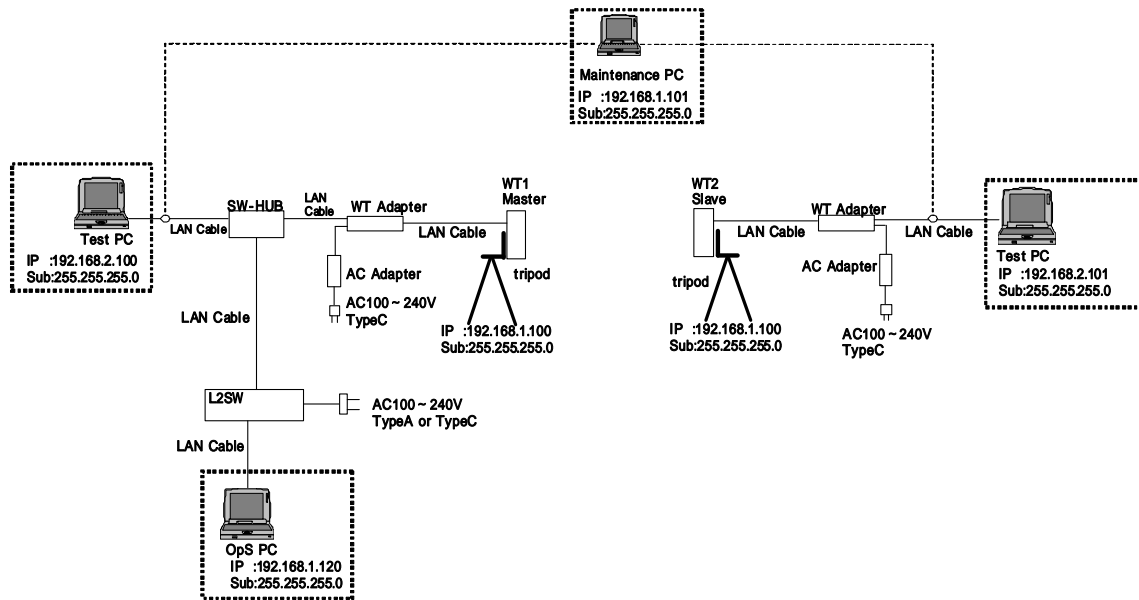 Maintenance PC
IP :192.168.1.101
Sub:255.255.255.0
Test PC
IP :192.168.2.100
Sub:255.255.255.0
LAN Cable
SW-HUB
LAN
Cable
WT Adapter
LAN Cable
WT1
Master
AC Adapter
AC100~240V
TypeC
tripod
IP :192.168.1.100
Sub:255.255.255.0
WT2
Slave
LAN Cable
WT Adapter
LAN Cable
tripod
IP :192.168.1.100
Sub:255.255.255.0
AC Adapter
AC100~240V
TypeC
Test PC
IP :192.168.2.101
Sub:255.255.255.0
LAN Cable
L2SW
AC100~240V
TypeA or TypeC
LAN Cable
OpS PC
IP :192.168.1.120
Sub:255.255.255.0